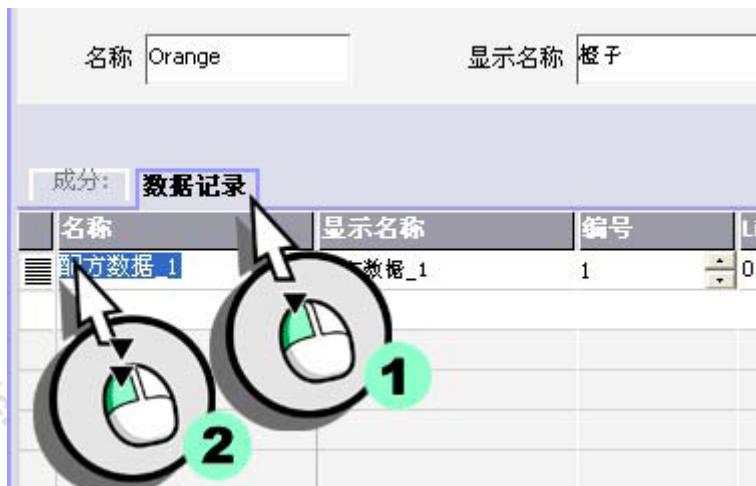 名称 Orange 显示名称 橙子
成分: 数据记录
名称 显示名称 编号 Li
配方数据_1 数据_1 1 0
1
2